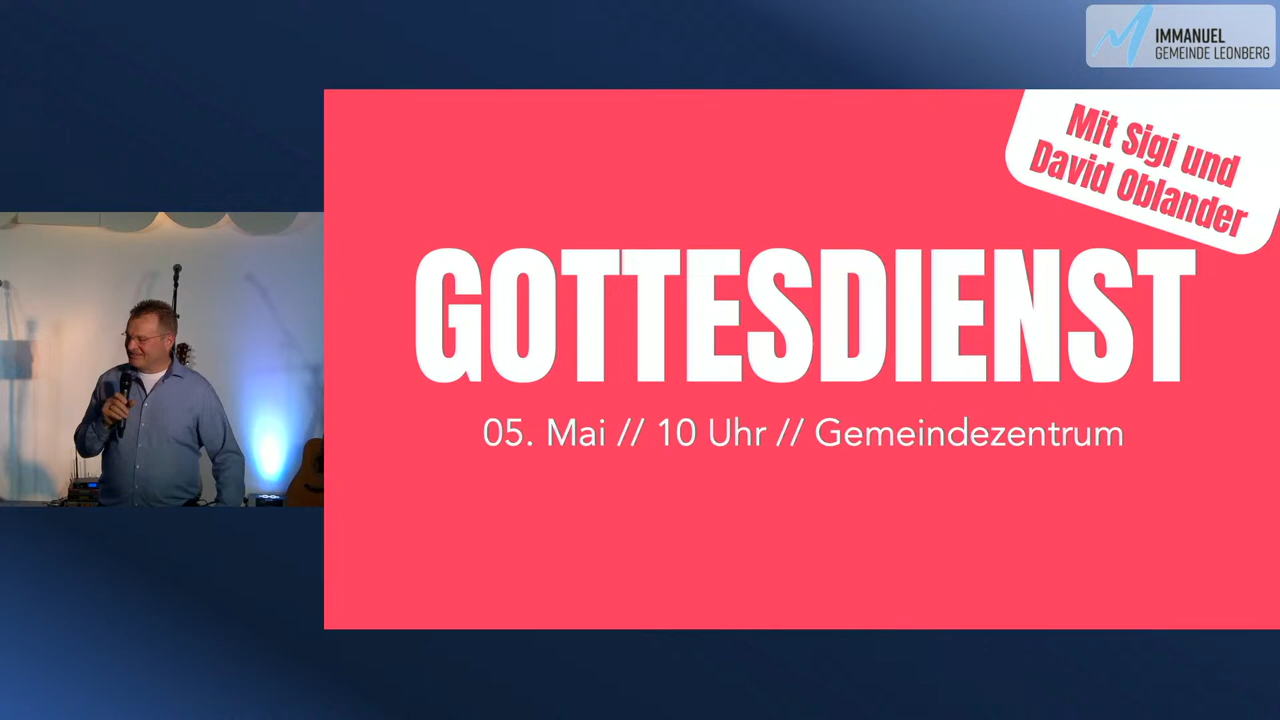 IMMANUEL
GEMEINDE LEONBERG
Mit Sigi und
David Oblander
GOTTESDIENST
05. Mai // 10 Uhr // Gemeindezentrum